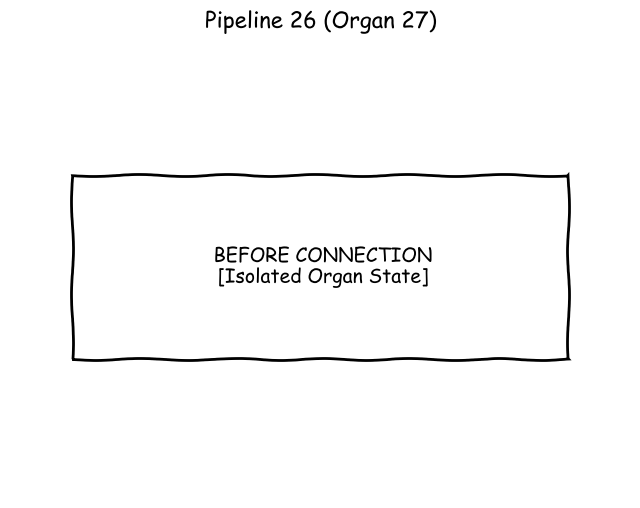 Pipeline 26 (Organ 27)
BEFORE CONNECTION
[Isolated Organ State]